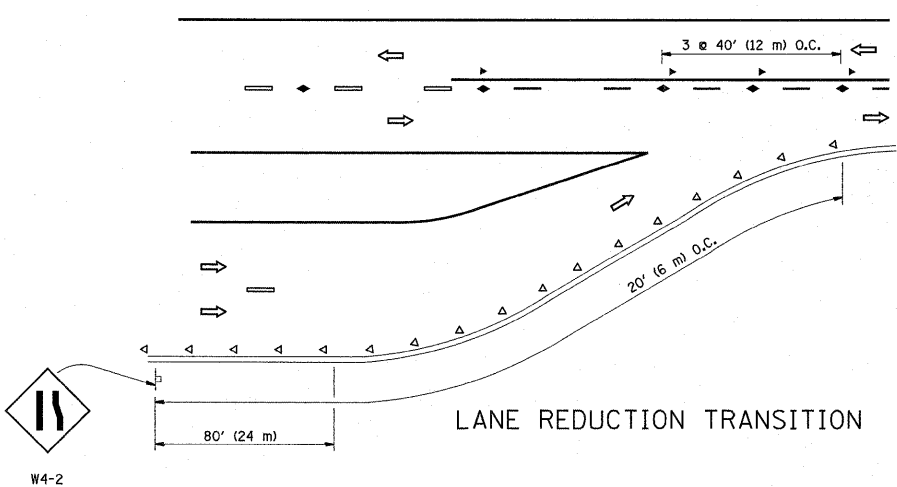 3 @ 40' (12 m) O.C.
20' (6 m) O.C.
80' (24 m)
LANE REDUCTION TRANSITION
W4-2